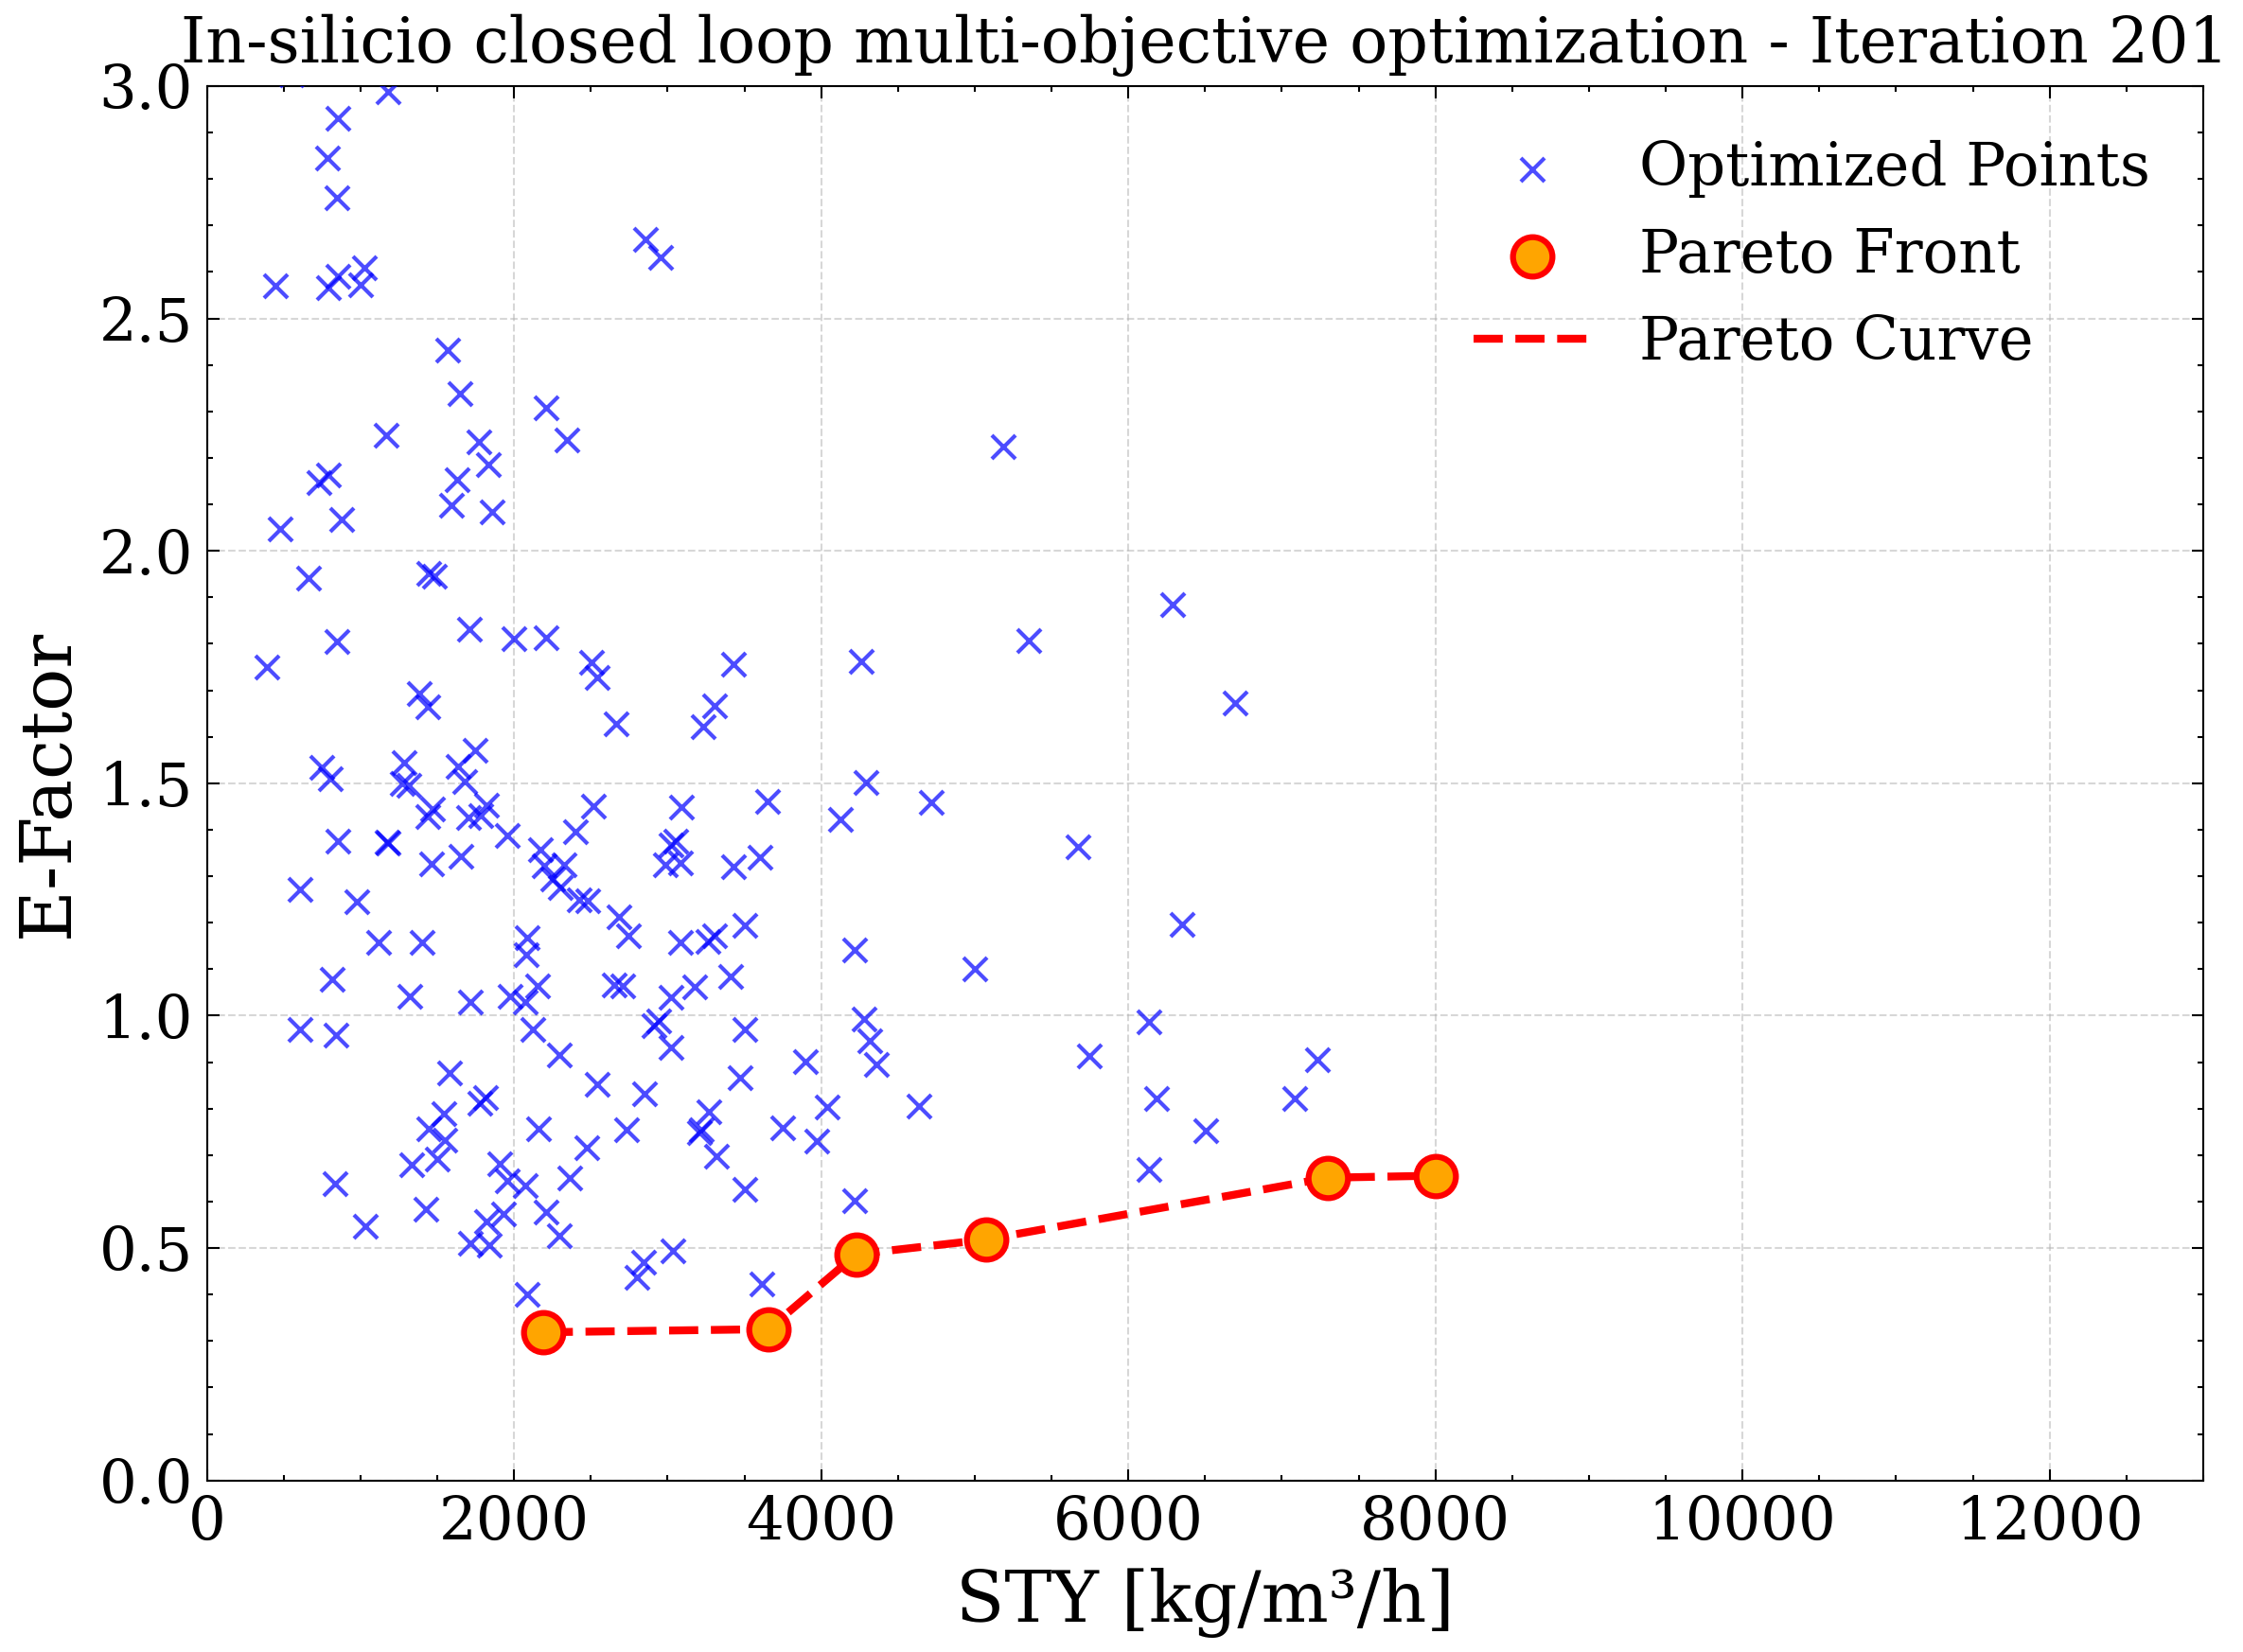 In-silicio closed loop multi-objective optimization - Iteration 201
3.0
2.5
2.0
1.5
1.0
0.5
0.0
E-Factor
Optimized Points
Pareto Front
Pareto Curve
0 2000 4000 6000 8000 10000 12000
STY [kg/m³/h]